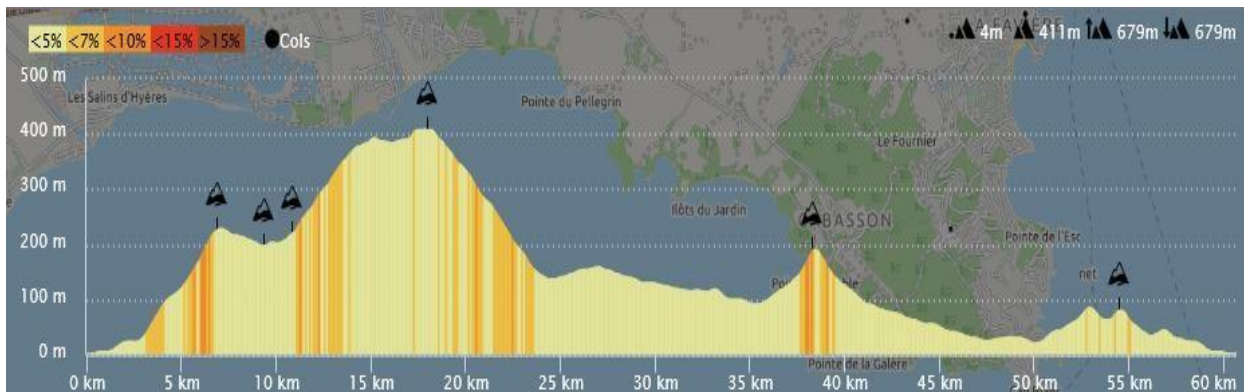 <5% <7% <10% <15% >15% Cols
4m 411m 679m 679m
500 m
Les Salins d'Hyères
Pointe du Pellegrin
400 m
Le Fournier
300 m
Ilôts du Jardin
BASSON
200 m
Pointe de l'Esc
net
100 m
0 m
Pointe de la Galère
0 km 5 km 10 km 15 km 20 km 25 km 30 km 35 km 40 km 45 km 50 km 55 km 60 km